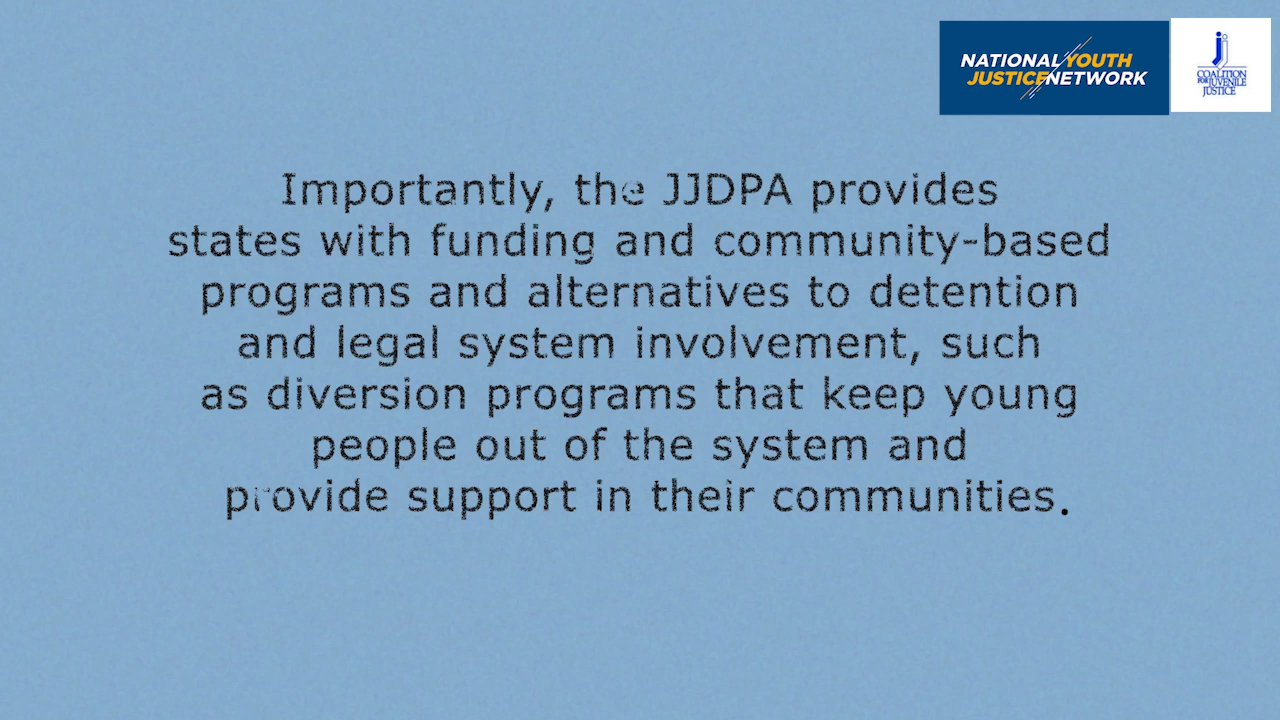 NATIONAL YOUTH
JUSTICE NETWORK
COALITION
FOR JUVENILE
JUSTICE
Importantly, the JJDPA provides
states with funding and community-based
programs and alternatives to detention
and legal system involvement, such
as diversion programs that keep young
people out of the system and
provide support in their communities.